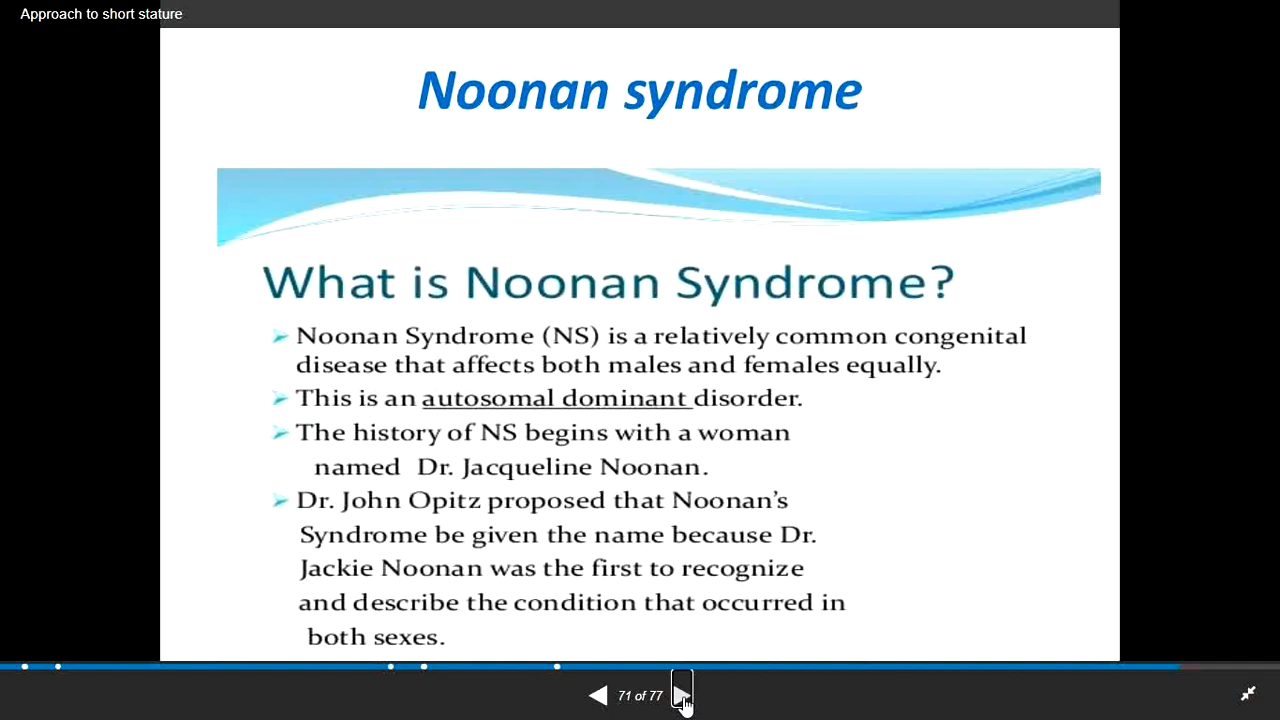 Approach to short stature
Noonan syndrome
What is Noonan Syndrome?
Noonan Syndrome (NS) is a relatively common congenital
disease that affects both males and females equally.
This is an autosomal dominant disorder.
The history of NS begins with a woman
named Dr. Jacqueline Noonan.
Dr. John Opitz proposed that Noonan's
Syndrome be given the name because Dr.
Jackie Noonan was the first to recognize
and describe the condition that occurred in
both sexes.
71 of 77